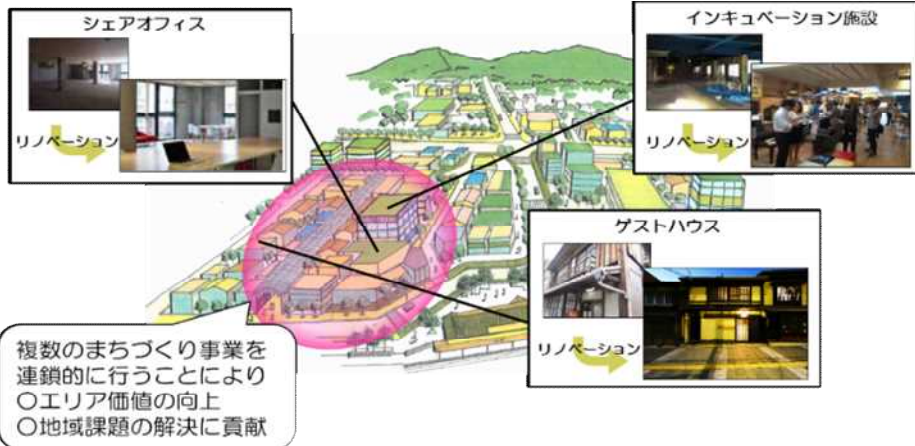 シェアオフィス
リノベーション
インキュベーション施設
リノベーション
ゲストハウス
リノベーション
複数のまちづくり事業を
連鎖的に行うことにより
〇エリア価値の向上
〇地域課題の解決に貢献